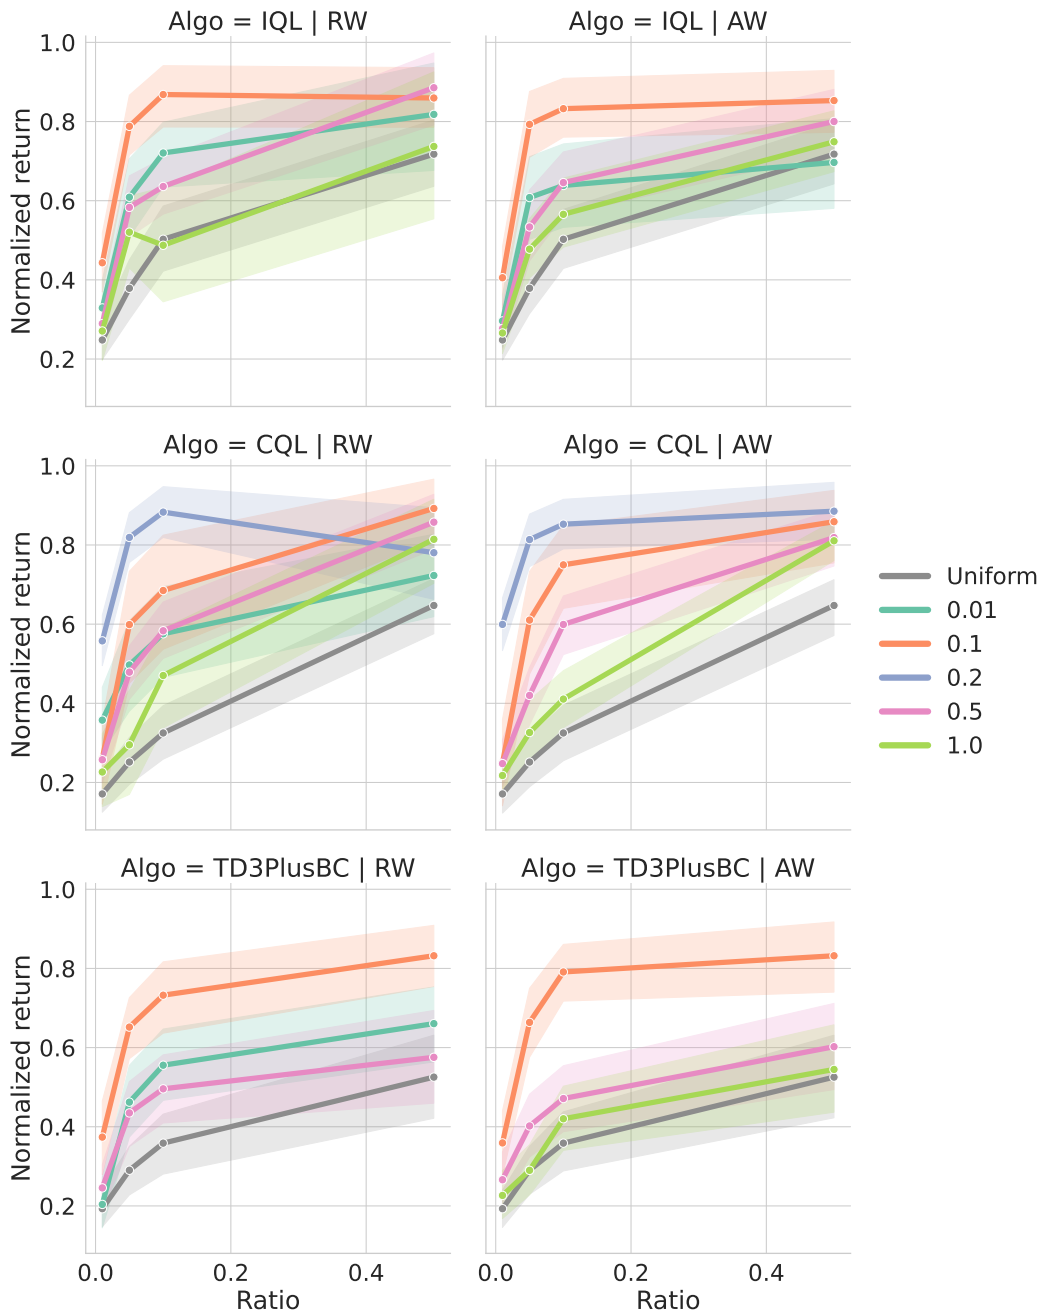 Algo = IQL | RW
Algo = IQL | AW
Normalized return
1.0
0.8
0.6
0.4
0.2
Algo = CQL | RW
Algo = CQL | AW
Normalized return
1.0
0.8
0.6
0.4
0.2
Uniform
0.01
0.1
0.2
0.5
1.0
Algo = TD3PlusBC | RW
Algo = TD3PlusBC | AW
Normalized return
1.0
0.8
0.6
0.4
0.2
0.0 0.2 0.4
Ratio
0.0 0.2 0.4
Ratio